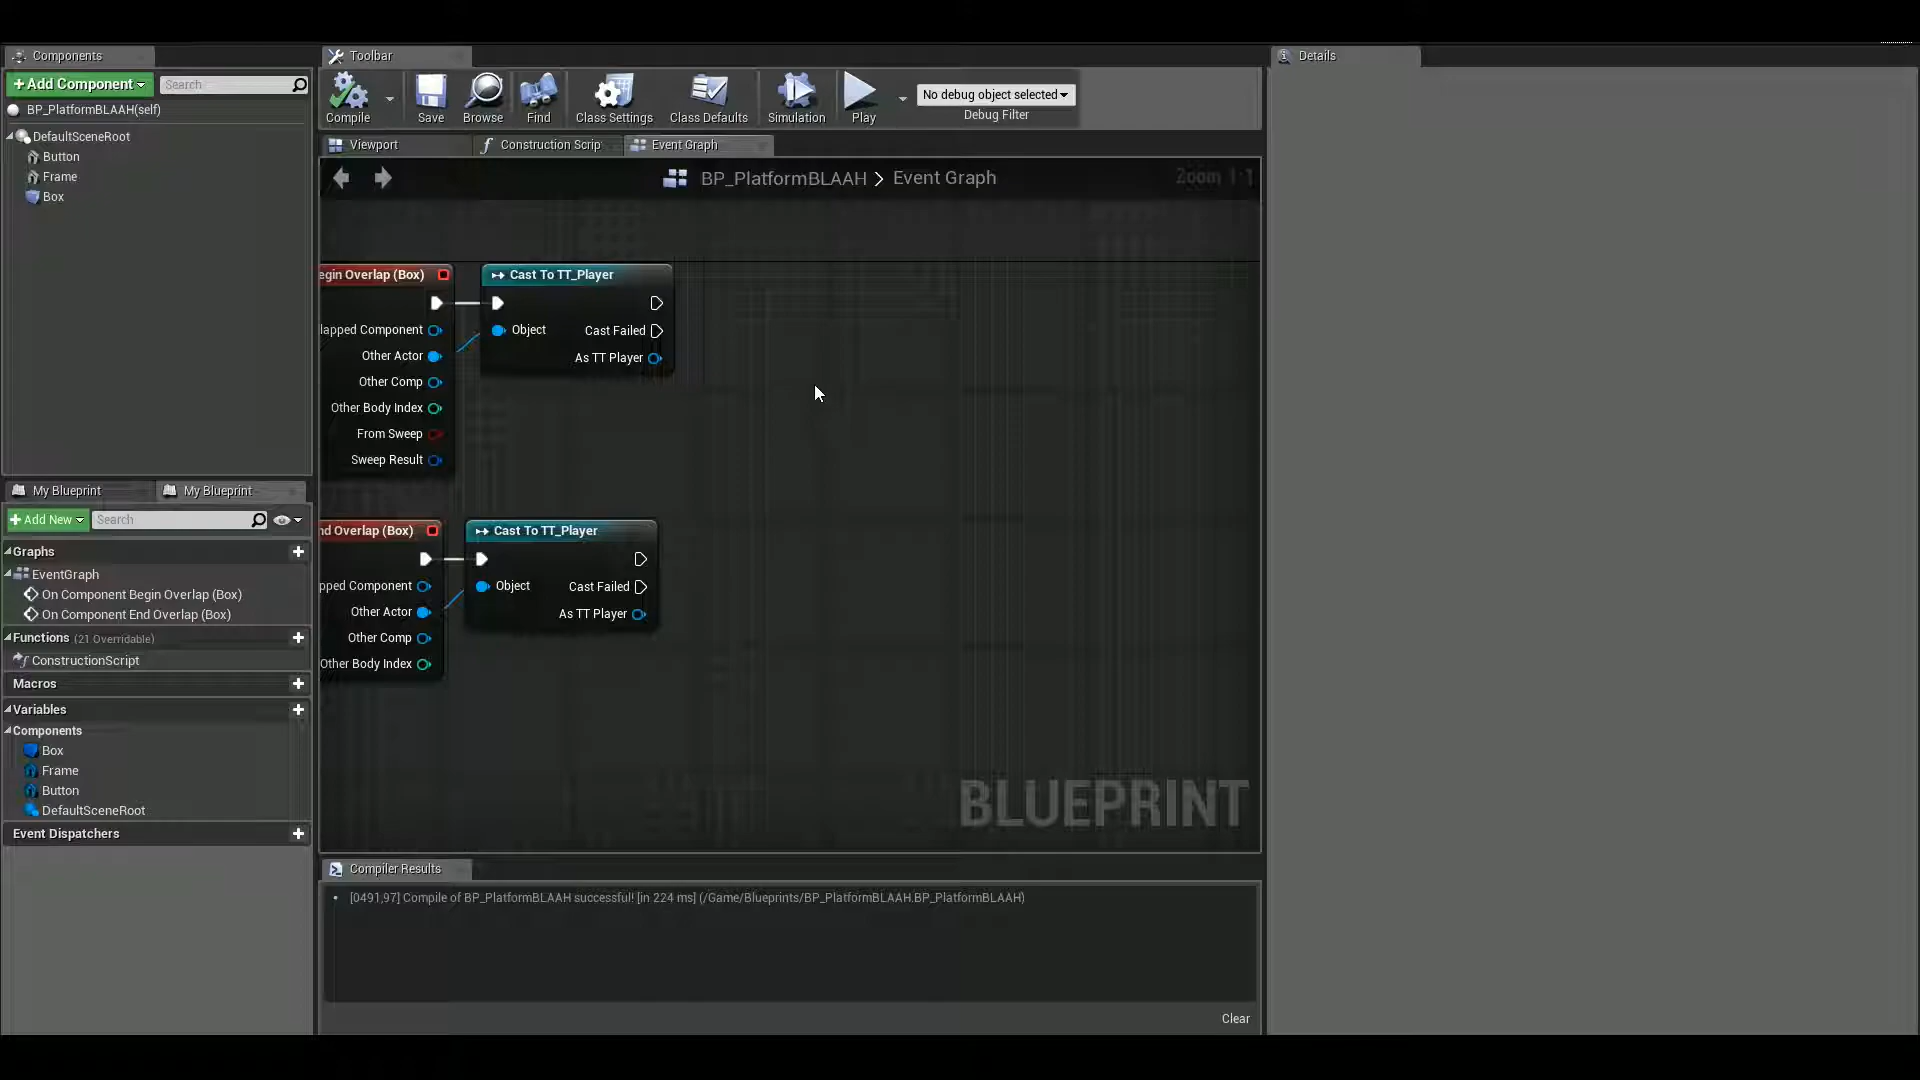 Components
Toolbar
Details
Add Component
Search
BP_PlatformBLAAH(self)
DefaultSceneRoot
Button
Frame
Box
Compile
Save
Browse
Find
Class Settings
Class Defaults
Simulation
Play
No debug object selected
Debug Filter
Viewport
Construction Scrip
Event Graph
BP_PlatformBLAAH > Event Graph
Zoom 1:1
egin Overlap (Box)
lapped Component
Other Actor
Other Comp
Other Body Index
From Sweep
Sweep Result
Cast To TT_Player
Object
Cast Failed
As TT Player
nd Overlap (Box)
pped Component
Other Actor
Other Comp
Other Body Index
Cast To TT_Player
Object
Cast Failed
As TT Player
BLUEPRINT
My Blueprint
My Blueprint
Add New
Search
Graphs
EventGraph
On Component Begin Overlap (Box)
On Component End Overlap (Box)
Functions (21 Overridable)
ConstructionScript
Macros
Variables
Components
Box
Frame
Button
DefaultSceneRoot
Event Dispatchers
Compiler Results
[0491,97] Compile of BP_PlatformBLAAH successful! [in 224 ms] (/Game/Blueprints/BP_PlatformBLAAH.BP_PlatformBLAAH)
Clear